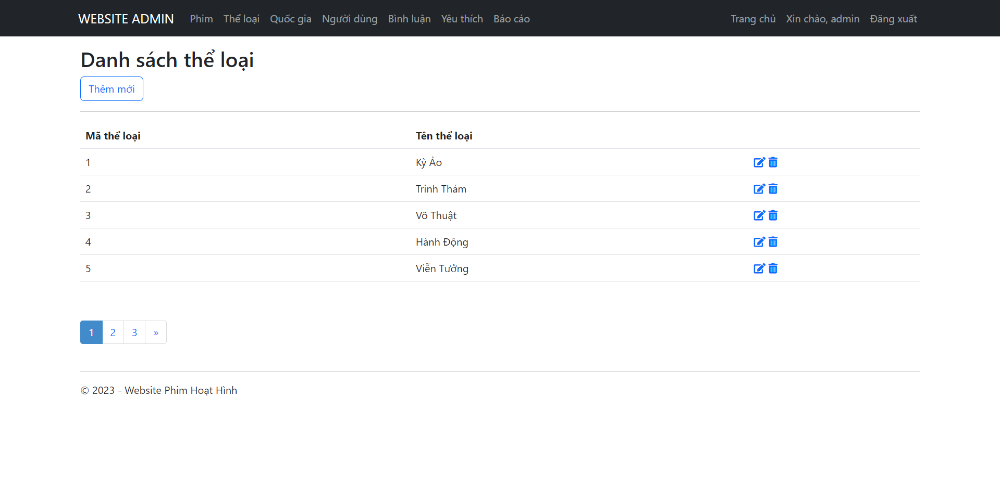 WEBSITE ADMIN Phim Thể loại Quốc gia Người dùng Bình luận Yêu thích Báo cáo Trang chủ Xin chào, admin Đăng xuất
Danh sách thể loại
Thêm mới
Mã thể loại Tên thể loại
1 Kỳ Ảo
2 Trinh Thám
3 Võ Thuật
4 Hành Động
5 Viễn Tưởng
1 2 3 »
© 2023 - Website Phim Hoạt Hình